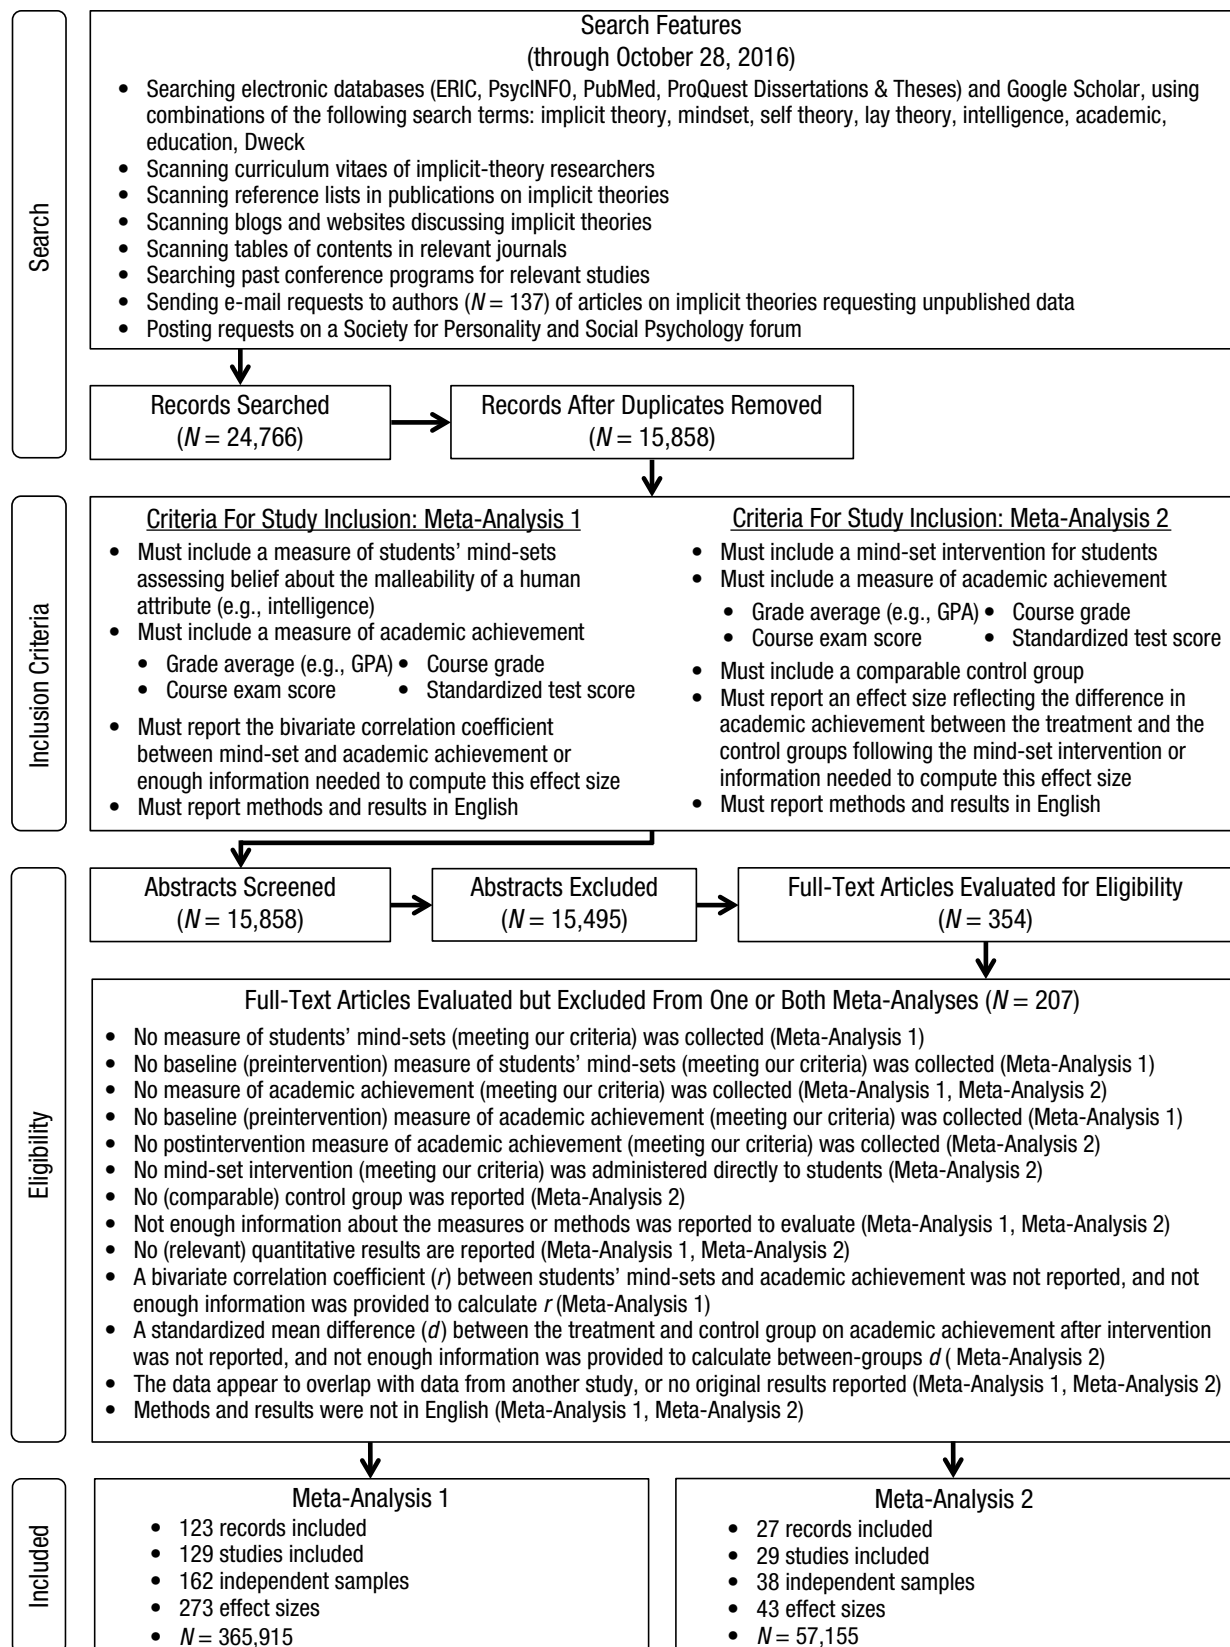 Search
Search Features
(through October 28, 2016)
• Searching electronic databases (ERIC, PsycINFO, PubMed, ProQuest Dissertations & Theses) and Google Scholar, using
combinations of the following search terms: implicit theory, mindset, self theory, lay theory, intelligence, academic,
education, Dweck
• Scanning curriculum vitaes of implicit-theory researchers
• Scanning reference lists in publications on implicit theories
• Scanning blogs and websites discussing implicit theories
• Scanning tables of contents in relevant journals
• Searching past conference programs for relevant studies
• Sending e-mail requests to authors (N = 137) of articles on implicit theories requesting unpublished data
• Posting requests on a Society for Personality and Social Psychology forum
Records Searched
(N = 24,766)
Records After Duplicates Removed
(N = 15,858)
Inclusion Criteria
Criteria For Study Inclusion: Meta-Analysis 1
• Must include a measure of students’ mind-sets
assessing belief about the malleability of a human
attribute (e.g., intelligence)
• Must include a measure of academic achievement
• Grade average (e.g., GPA) • Course grade
• Course exam score • Standardized test score
• Must report the bivariate correlation coefficient
between mind-set and academic achievement or
enough information needed to compute this effect size
• Must report methods and results in English
Criteria For Study Inclusion: Meta-Analysis 2
• Must include a mind-set intervention for students
• Must include a measure of academic achievement
• Grade average (e.g., GPA) • Course grade
• Course exam score • Standardized test score
• Must include a comparable control group
• Must report an effect size reflecting the difference in
academic achievement between the treatment and the
control groups following the mind-set intervention or
information needed to compute this effect size
• Must report methods and results in English
Eligibility
Abstracts Screened
(N = 15,858)
Abstracts Excluded
(N = 15,495)
Full-Text Articles Evaluated for Eligibility
(N = 354)
Full-Text Articles Evaluated but Excluded From One or Both Meta-Analyses (N = 207)
• No measure of students’ mind-sets (meeting our criteria) was collected (Meta-Analysis 1)
• No baseline (preintervention) measure of students’ mind-sets (meeting our criteria) was collected (Meta-Analysis 1)
• No measure of academic achievement (meeting our criteria) was collected (Meta-Analysis 1, Meta-Analysis 2)
• No baseline (preintervention) measure of academic achievement (meeting our criteria) was collected (Meta-Analysis 1)
• No postintervention measure of academic achievement (meeting our criteria) was collected (Meta-Analysis 2)
• No mind-set intervention (meeting our criteria) was administered directly to students (Meta-Analysis 2)
• No (comparable) control group was reported (Meta-Analysis 2)
• Not enough information about the measures or methods was reported to evaluate (Meta-Analysis 1, Meta-Analysis 2)
• No (relevant) quantitative results are reported (Meta-Analysis 1, Meta-Analysis 2)
• A bivariate correlation coefficient (r) between students’ mind-sets and academic achievement was not reported, and not
enough information was provided to calculate r (Meta-Analysis 1)
• A standardized mean difference (d) between the treatment and control group on academic achievement after intervention
was not reported, and not enough information was provided to calculate between-groups d ( Meta-Analysis 2)
• The data appear to overlap with data from another study, or no original results reported (Meta-Analysis 1, Meta-Analysis 2)
• Methods and results were not in English (Meta-Analysis 1, Meta-Analysis 2)
Included
Meta-Analysis 1
• 123 records included
• 129 studies included
• 162 independent samples
• 273 effect sizes
• N = 365,915
Meta-Analysis 2
• 27 records included
• 29 studies included
• 38 independent samples
• 43 effect sizes
• N = 57,155